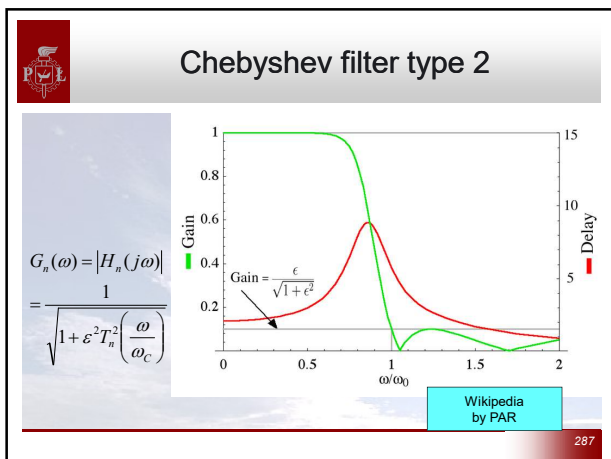 P Ł
Chebyshev filter type 2
G_n(ω) = |H_n(jω)|
= 1 / √(1 + ε² T_n² (ω / ω_C))
1
0.8
0.6
0.4
0.2
Gain
Gain = ϵ / √(1 + ϵ²)
15
10
5
Delay
0 0.5 1 1.5 2
ω/ω₀
Wikipedia
by PAR
287